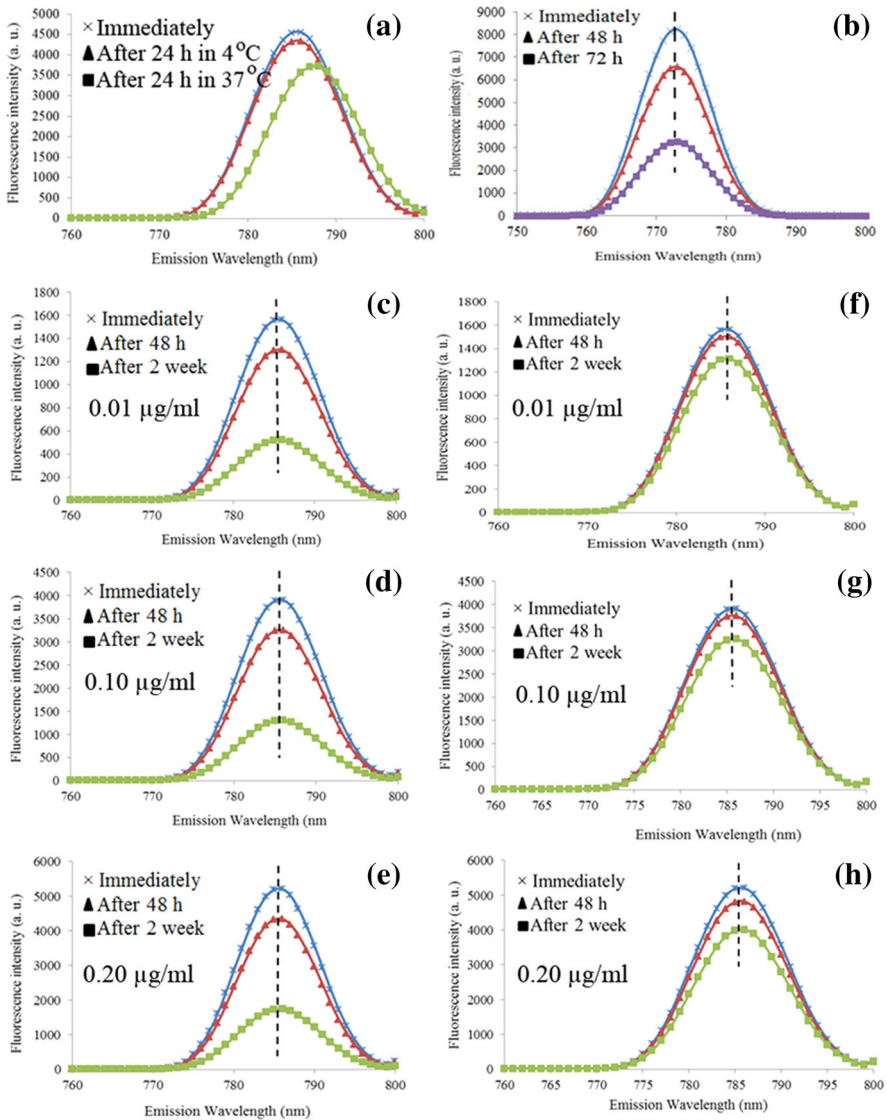 (a)
× Immediately
▲ After 24 h in 4°C
■ After 24 h in 37°C
Fluorescence intensity (a. u.)
5000
4500
4000
3500
3000
2500
2000
1500
1000
500
0
760 770 780 790 800
Emission Wavelength (nm)
(b)
× Immediately
▲ After 48 h
■ After 72 h
Fluorescence intensity (a. u.)
9000
8000
7000
6000
5000
4000
3000
2000
1000
0
750 760 770 780 790 800
Emission Wavelength (nm)
(c)
× Immediately
▲ After 48 h
■ After 2 week
0.01 µg/ml
Fluorescence intensity (a. u.)
1800
1600
1400
1200
1000
800
600
400
200
0
760 770 780 790 800
Emission Wavelength (nm)
(f)
× Immediately
▲ After 48 h
■ After 2 week
0.01 µg/ml
Fluorescence intensity (a. u.)
1800
1600
1400
1200
1000
800
600
400
200
0
760 770 780 790 800
Emission Wavelength (nm)
(d)
× Immediately
▲ After 48 h
■ After 2 week
0.10 µg/ml
Fluorescence intensity (a. u.)
4500
4000
3500
3000
2500
2000
1500
1000
500
0
760 770 780 790 800
Emission Wavelength (nm)
(g)
× Immediately
▲ After 48 h
■ After 2 week
0.10 µg/ml
Fluorescence intensity (a. u.)
4500
4000
3500
3000
2500
2000
1500
1000
500
0
760 765 770 775 780 785 790 795 800
Emission Wavelength (nm)
(e)
× Immediately
▲ After 48 h
■ After 2 week
0.20 µg/ml
Fluorescence intensity (a. u.)
6000
5000
4000
3000
2000
1000
0
760 770 780 790 800
Emission Wavelength (nm)
(h)
× Immediately
▲ After 48 h
■ After 2 week
0.20 µg/ml
Fluorescence intensity (a. u.)
6000
5000
4000
3000
2000
1000
0
760 765 770 775 780 785 790 795 800
Emission Wavelength (nm)